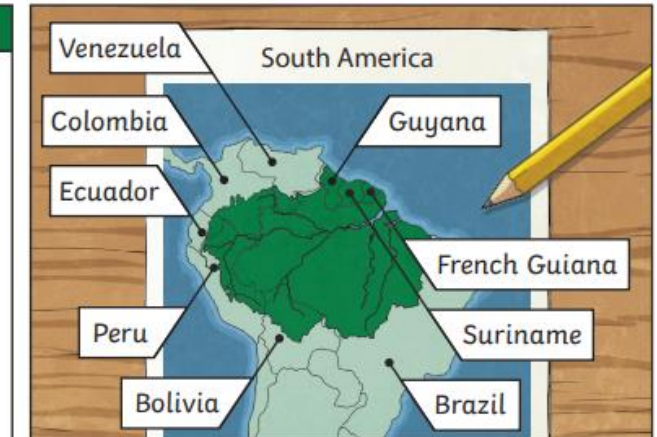 South America
Venezuela
Colombia
Guyana
Ecuador
French Guiana
Peru
Suriname
Bolivia
Brazil